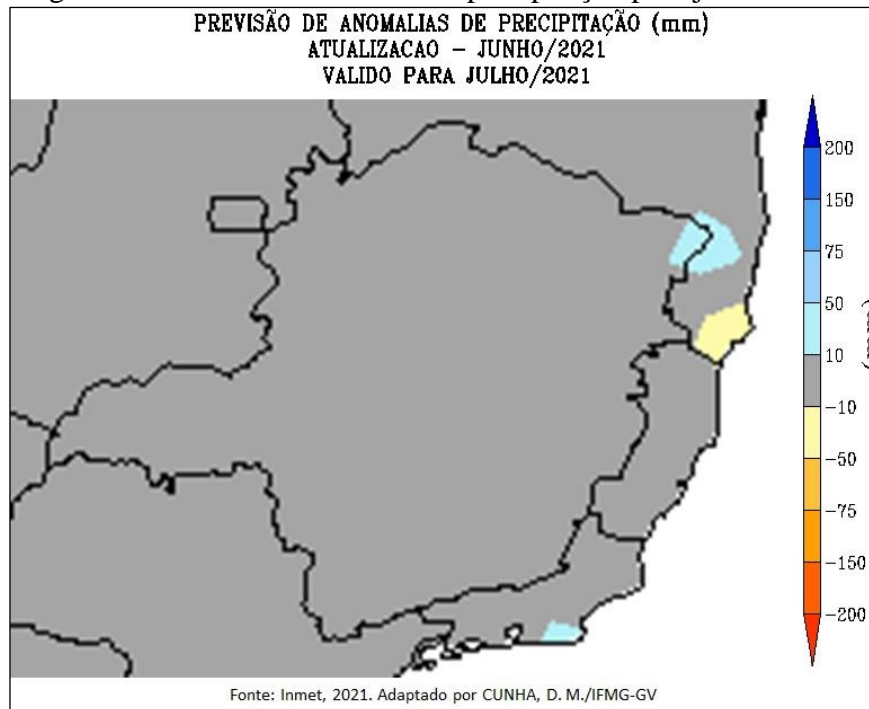 PREVISÃO DE ANOMALIAS DE PRECIPITAÇÃO (mm)
ATUALIZACAO – JUNHO/2021
VALIDO PARA JULHO/2021
200
150
75
50
10
-10
-50
-75
-150
-200
(mm)
Fonte: Inmet, 2021. Adaptado por CUNHA, D. M./IFMG-GV